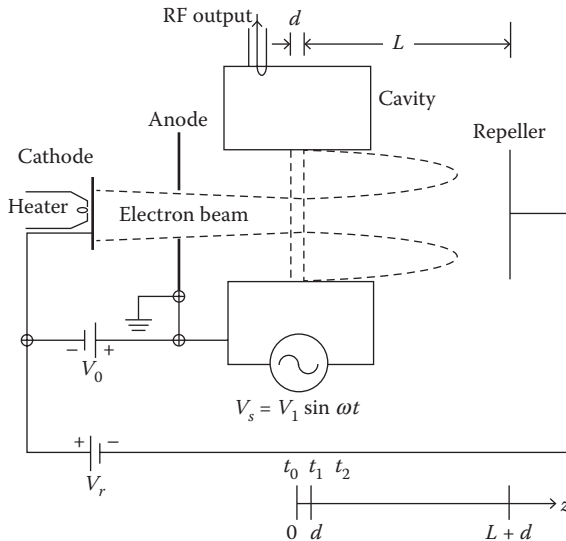 RF output
d
L
Cavity
Anode
Repeller
Cathode
Heater
Electron beam
− +
V₀
Vₛ = V₁ sin ωt
+ −
Vᵣ
t₀ t₁ t₂
z
0 d L + d